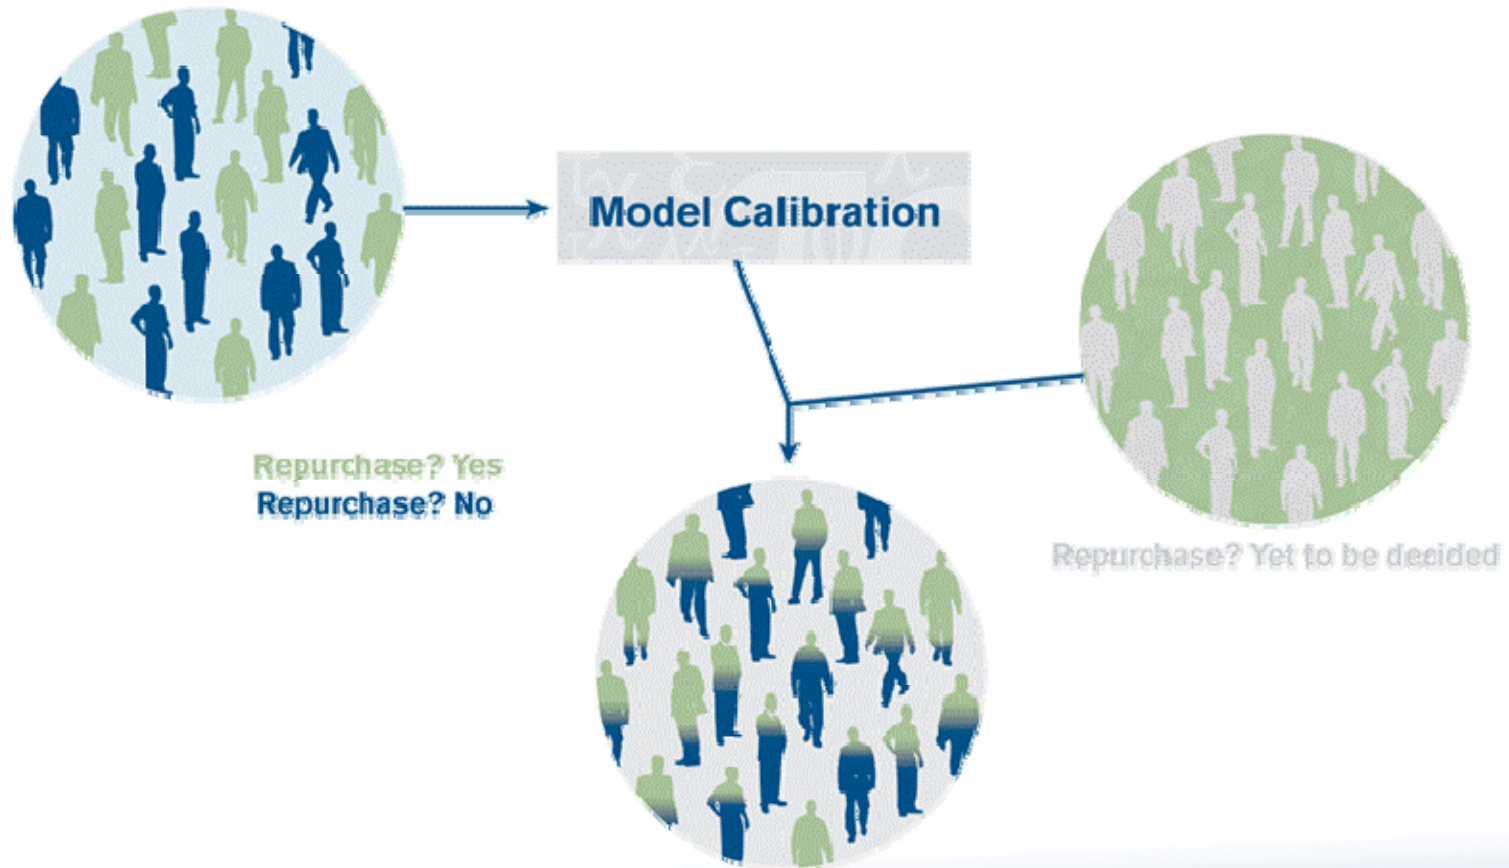 Model Calibration
Repurchase? Yes
Repurchase? No
Repurchase? Yet to be decided